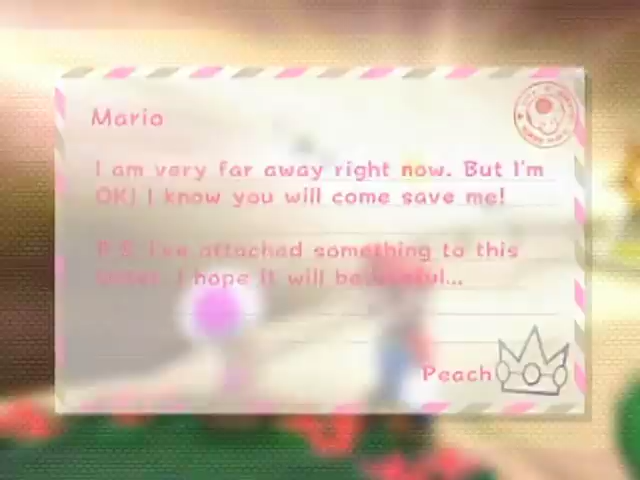 Mario
I am very far away right now. But I'm
OK! I know you will come save me!
P.S. I've attached something to this
letter. I hope it will be useful...
Peach